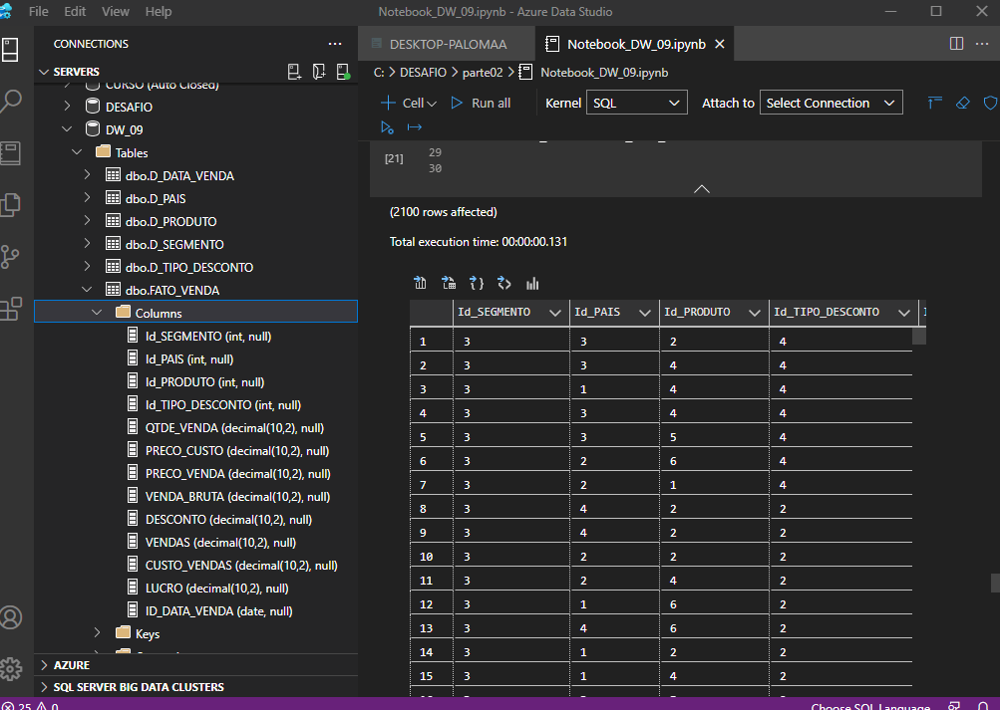 File Edit View Help Notebook_DW_09.ipynb - Azure Data Studio
CONNECTIONS ...
SERVERS
CURSO (Auto Closed)
DESAFIO
DW_09
Tables
dbo.D_DATA_VENDA
dbo.D_PAIS
dbo.D_PRODUTO
dbo.D_SEGMENTO
dbo.D_TIPO_DESCONTO
dbo.FATO_VENDA
Columns
Id_SEGMENTO (int, null)
Id_PAIS (int, null)
Id_PRODUTO (int, null)
Id_TIPO_DESCONTO (int, null)
QTDE_VENDA (decimal(10,2), null)
PRECO_CUSTO (decimal(10,2), null)
PRECO_VENDA (decimal(10,2), null)
VENDA_BRUTA (decimal(10,2), null)
DESCONTO (decimal(10,2), null)
VENDAS (decimal(10,2), null)
CUSTO_VENDAS (decimal(10,2), null)
LUCRO (decimal(10,2), null)
ID_DATA_VENDA (date, null)
Keys
AZURE
SQL SERVER BIG DATA CLUSTERS
DESKTOP-PALOMAA Notebook_DW_09.ipynb
C: > DESAFIO > parte02 > Notebook_DW_09.ipynb
Cell Run all Kernel SQL Attach to Select Connection
[21] 29
30
(2100 rows affected)
Total execution time: 00:00:00.131
Id_SEGMENTO Id_PAIS Id_PRODUTO Id_TIPO_DESCONTO
1 3 3 2 4
2 3 3 4 4
3 3 1 4 4
4 3 3 4 4
5 3 3 5 4
6 3 2 6 4
7 3 2 1 4
8 3 4 2 2
9 3 4 2 2
10 3 2 2 2
11 3 2 4 2
12 3 1 6 2
13 3 4 6 2
14 3 1 2 2
15 3 1 4 2
25 0 Choose SQL Language